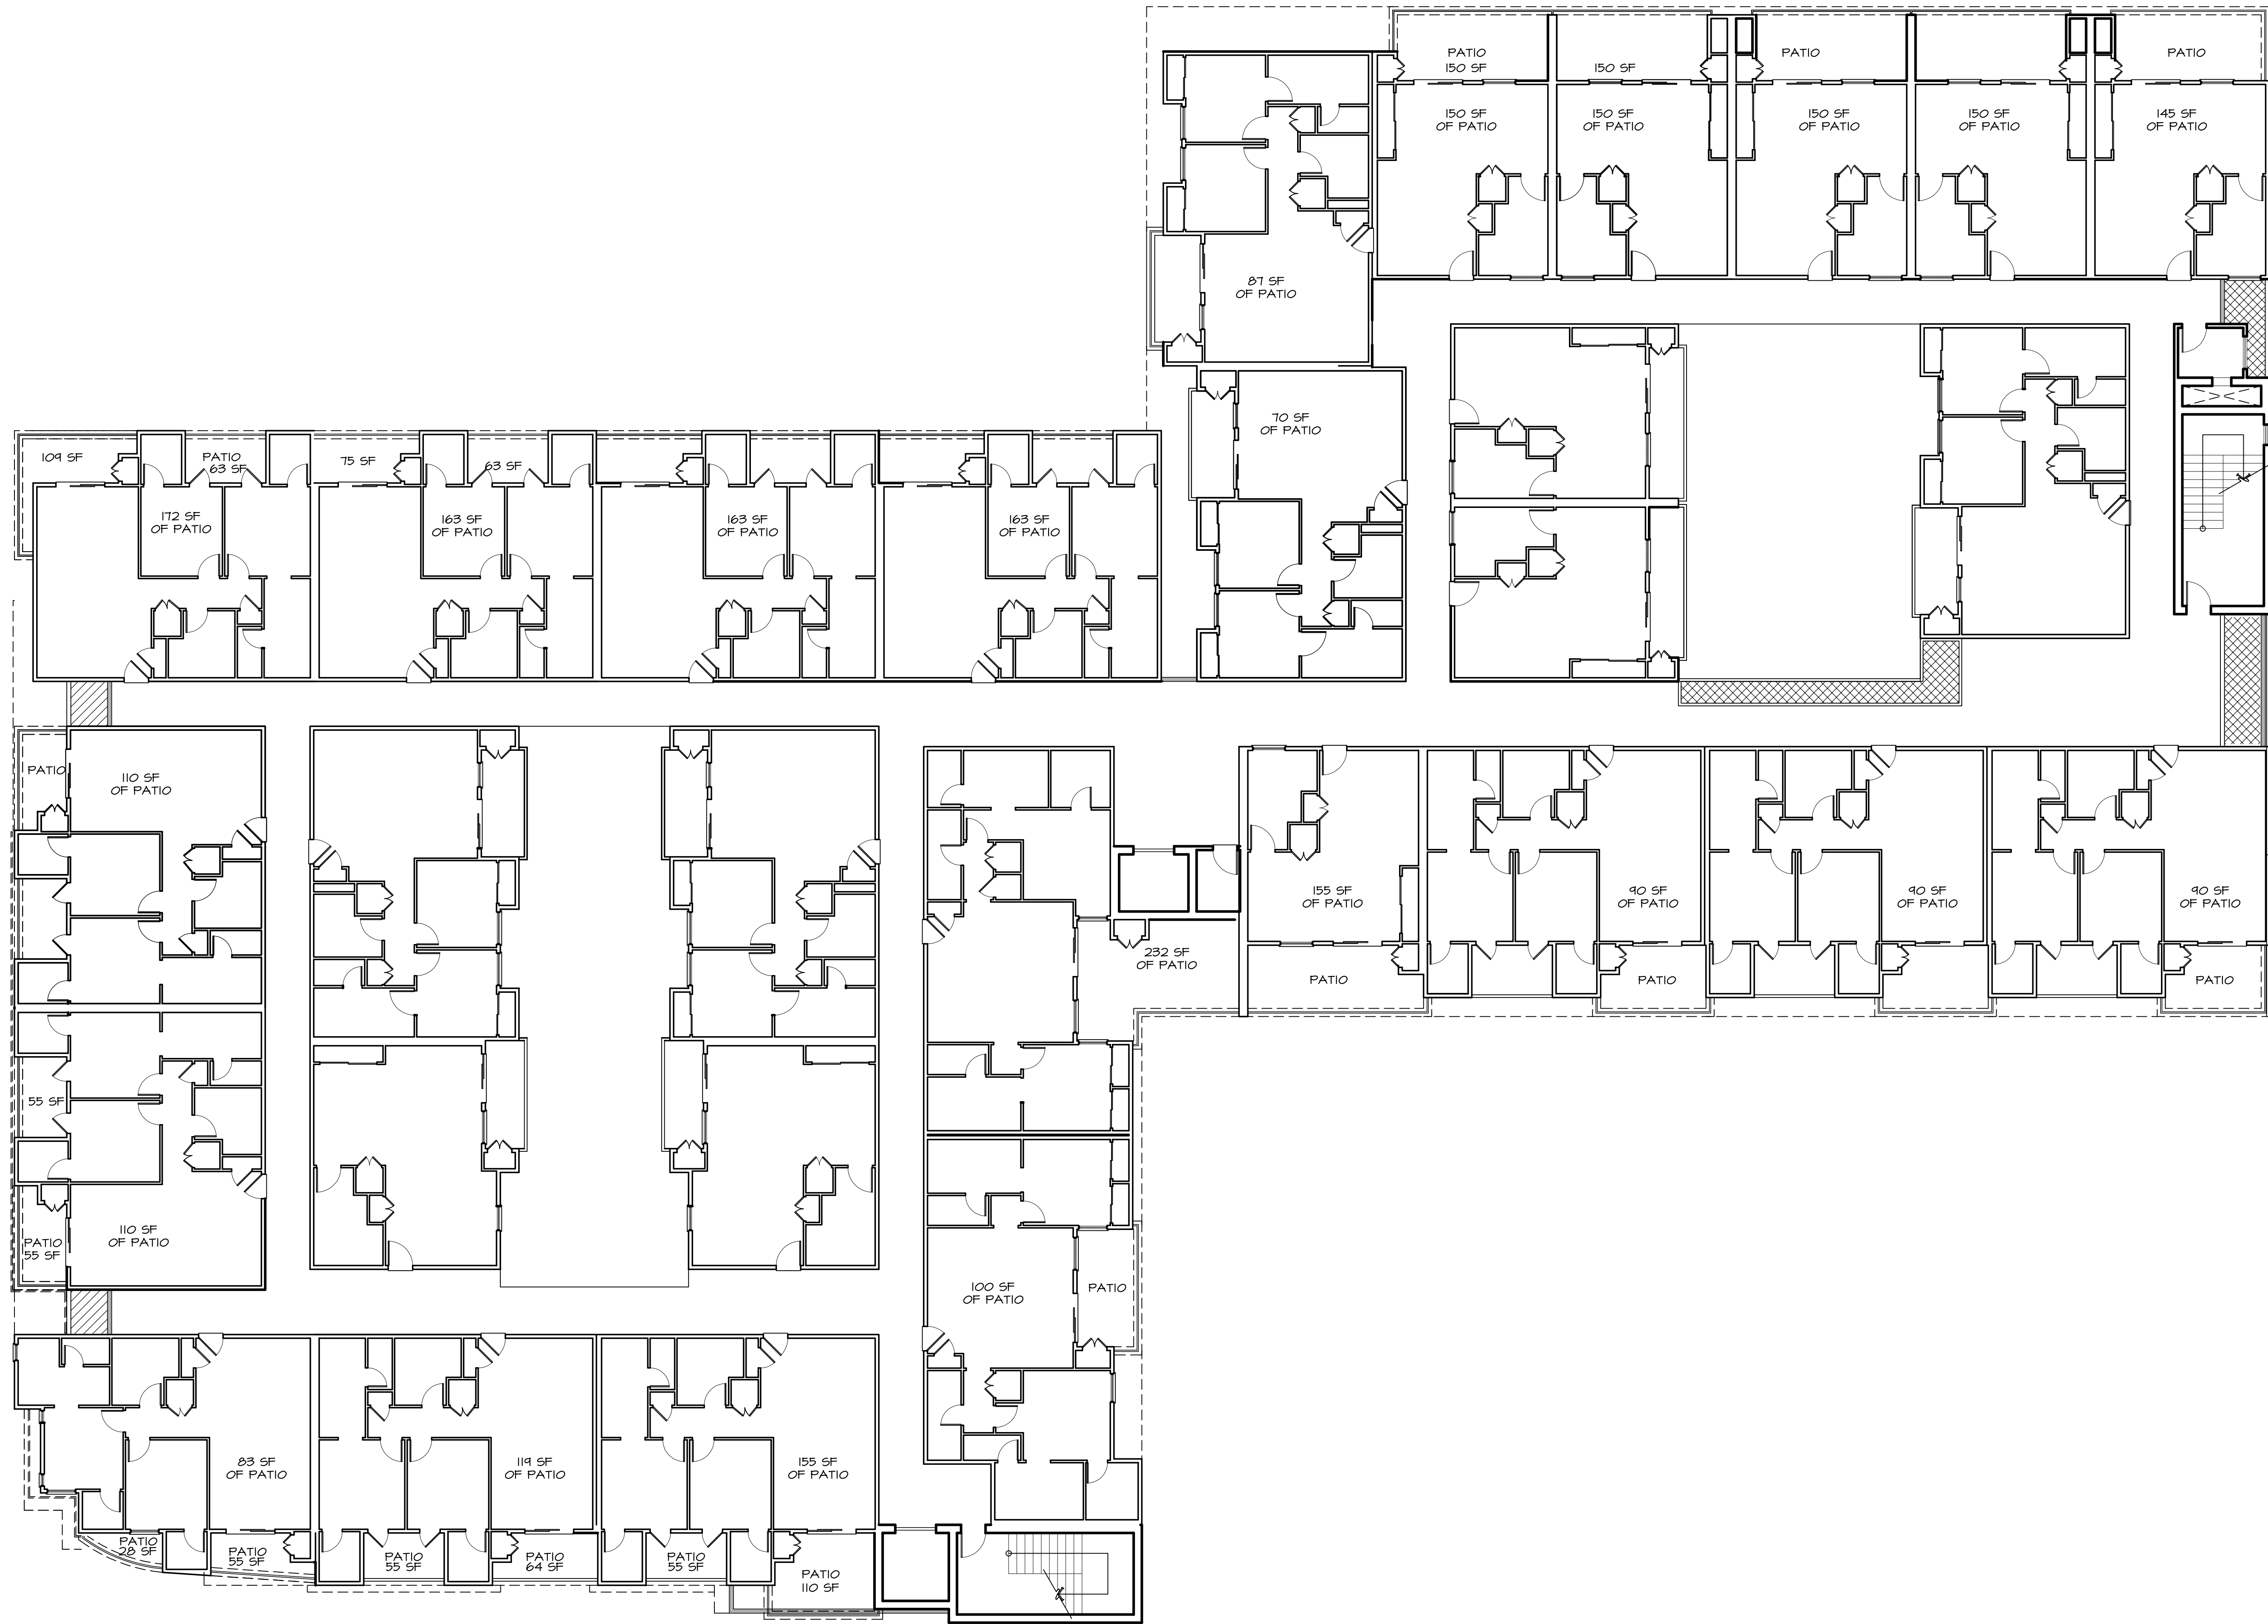 PATIO
150 SF
150 SF
PATIO
PATIO
150 SF
OF PATIO
150 SF
OF PATIO
150 SF
OF PATIO
150 SF
OF PATIO
145 SF
OF PATIO
87 SF
OF PATIO
70 SF
OF PATIO
109 SF
PATIO
63 SF
75 SF
63 SF
172 SF
OF PATIO
163 SF
OF PATIO
163 SF
OF PATIO
163 SF
OF PATIO
PATIO
110 SF
OF PATIO
155 SF
OF PATIO
90 SF
OF PATIO
90 SF
OF PATIO
90 SF
OF PATIO
232 SF
OF PATIO
PATIO
PATIO
PATIO
55 SF
110 SF
OF PATIO
PATIO
55 SF
100 SF
OF PATIO
PATIO
83 SF
OF PATIO
119 SF
OF PATIO
155 SF
OF PATIO
PATIO
28 SF
PATIO
55 SF
PATIO
55 SF
PATIO
64 SF
PATIO
55 SF
PATIO
110 SF